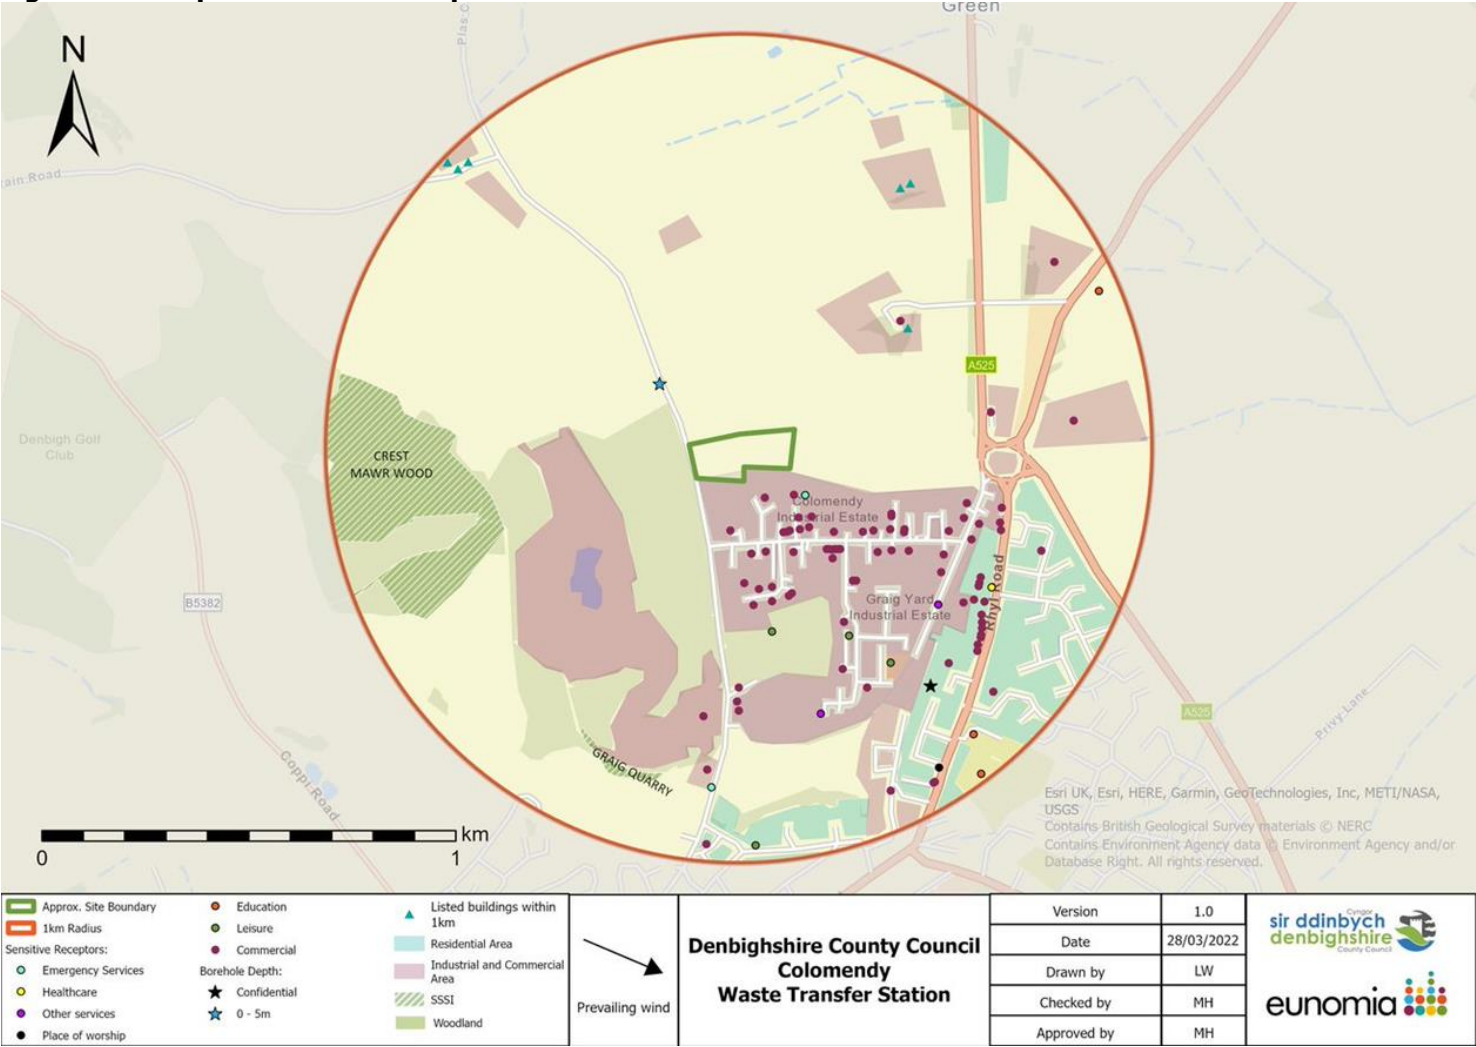 N
Green
Plas C
ain Road
A525
Denbigh Golf
Club
CREST
MAWR WOOD
Colomendy
Industrial Estate
B5382
Graig Yard
Industrial Estate
Rhyl Road
A525
Privy Lane
GRAIG QUARRY
Coppi Road
km
0
1
Esri UK, Esri, HERE, Garmin, GeoTechnologies, Inc, METI/NASA,
USGS
Contains British Geological Survey materials © NERC
Contains Environment Agency data © Environment Agency and/or
Database Right. All rights reserved.
Approx. Site Boundary
1km Radius
Sensitive Receptors:
Emergency Services
Healthcare
Other services
Place of worship
Education
Leisure
Commercial
Borehole Depth:
Confidential
0 - 5m
Listed buildings within
1km
Residential Area
Industrial and Commercial
Area
SSSI
Woodland
Prevailing wind
Denbighshire County Council
Colomendy
Waste Transfer Station
Version 1.0
Date 28/03/2022
Drawn by LW
Checked by MH
Approved by MH
Cyngor
sir ddinbych
denbighshire
County Council
eunomia